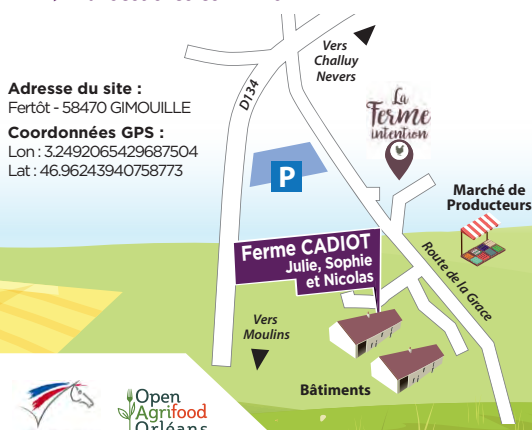 Vers
Challuy
Nevers
D134
Adresse du site :
Fertôt - 58470 GIMOUILLE
Coordonnées GPS :
Lon : 3.2492065429687504
Lat : 46.96243940758773
La
Ferme
intention
P
Marché de
Producteurs
Ferme CADIOT
Julie, Sophie
et Nicolas
Route de la Grace
Vers
Moulins
Bâtiments
Open
Agrifood
Orléans